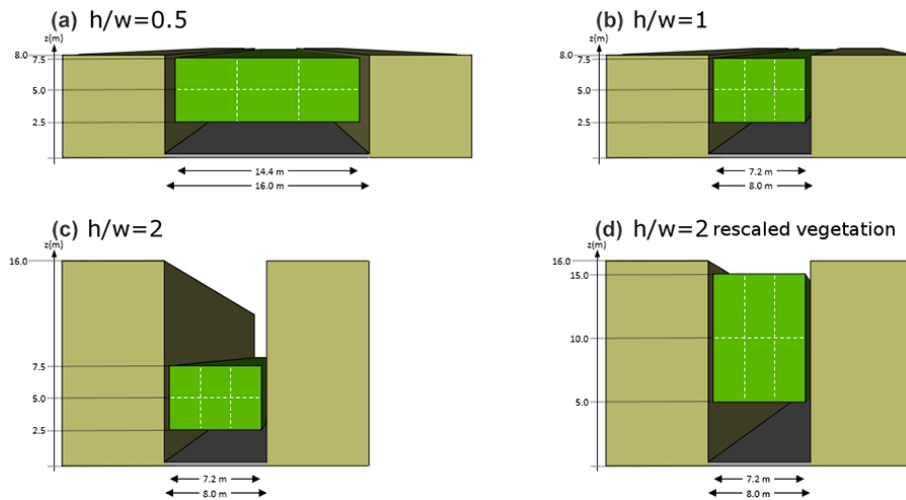 (a) h/w=0.5
z(m)
8.0
7.5
5.0
2.5
14.4 m
16.0 m
(b) h/w=1
z(m)
8.0
7.5
5.0
2.5
7.2 m
8.0 m
(c) h/w=2
z(m)
16.0
7.5
5.0
2.5
7.2 m
8.0 m
(d) h/w=2 rescaled vegetation
z(m)
16.0
15.0
10.0
5.0
7.2 m
8.0 m